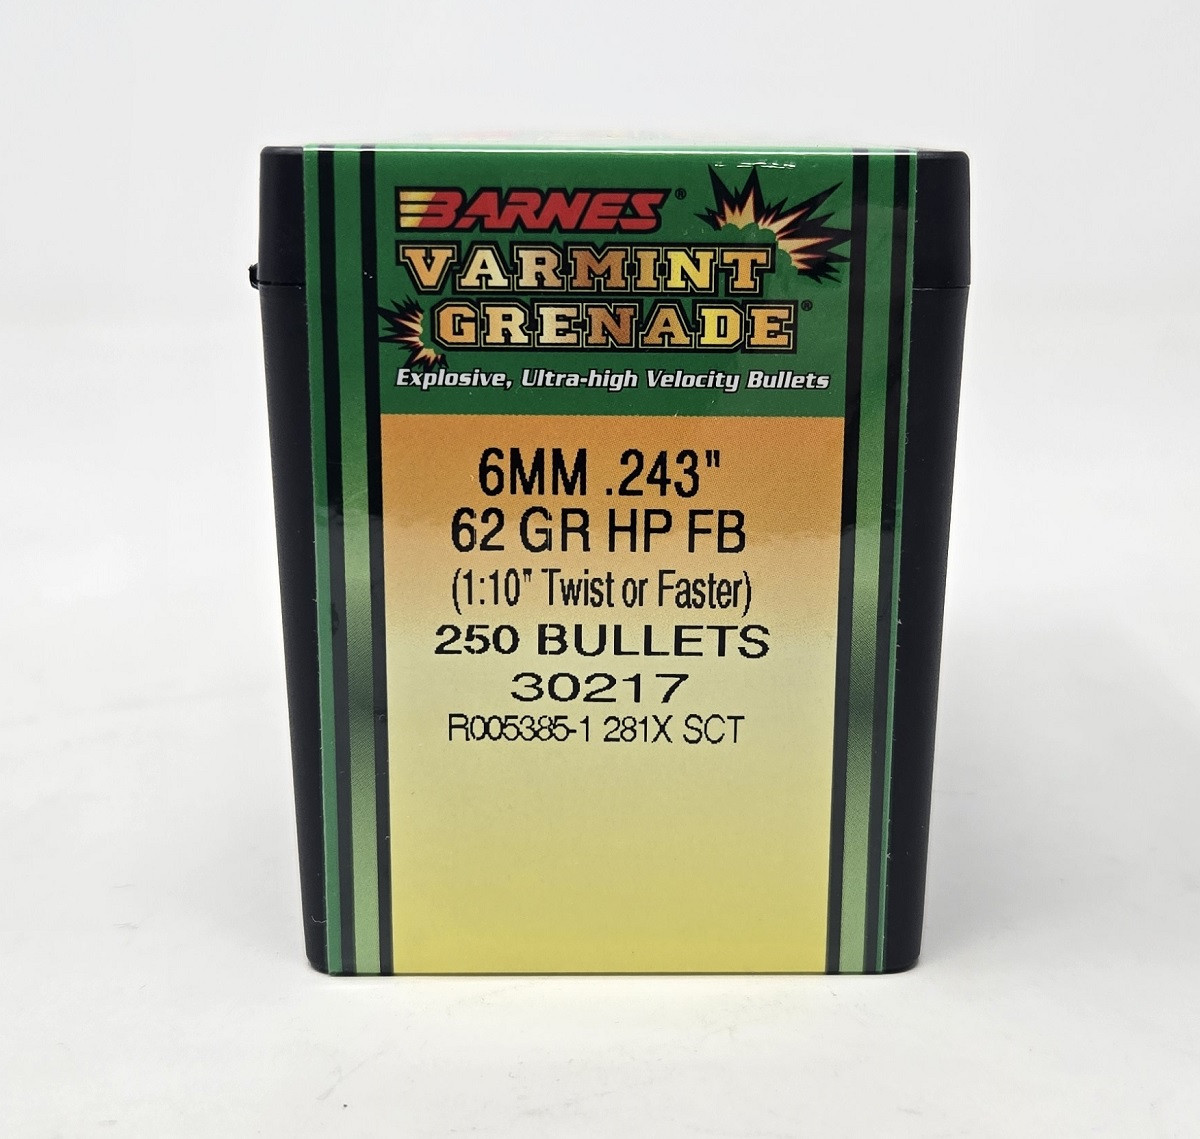 BARNES®
VARMINT
GRENADE®
Explosive, Ultra-high Velocity Bullets
6MM .243"
62 GR HP FB
(1:10" Twist or Faster)
250 BULLETS
30217
R005385-1 281X SCT